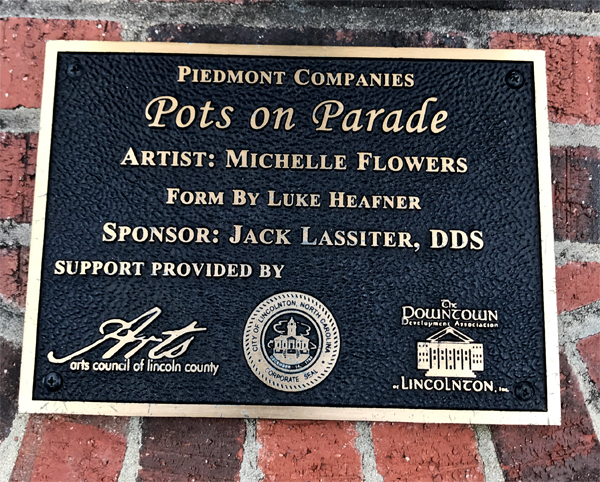 PIEDMONT COMPANIES
Pots on Parade
ARTIST: MICHELLE FLOWERS
FORM BY LUKE HEAFNER
SPONSOR: JACK LASSITER, DDS
SUPPORT PROVIDED BY
Arts
arts council of lincoln county
CITY OF LINCOLNTON, NORTH CAROLINA
CORPORATE SEAL
The
DOWNTOWN
Development Association
of LINCOLNTON, Inc.